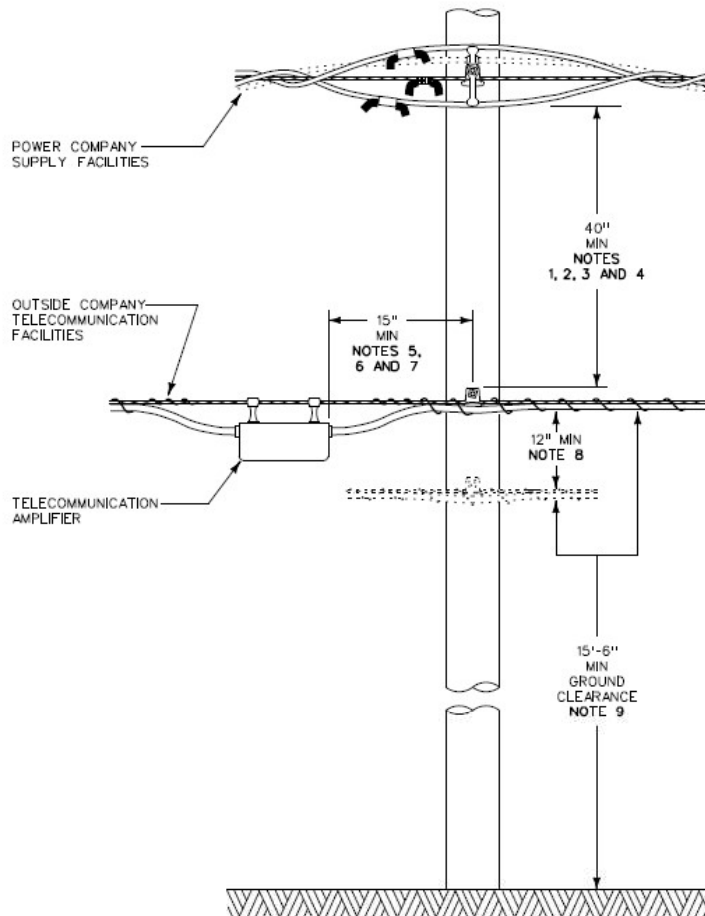 POWER COMPANY
SUPPLY FACILITIES
40"
MIN
NOTES
1, 2, 3 AND 4
OUTSIDE COMPANY
TELECOMMUNICATION
FACILITIES
15"
MIN
NOTES 5,
6 AND 7
12" MIN
NOTE 8
TELECOMMUNICATION
AMPLIFIER
15'-6"
MIN
GROUND
CLEARANCE
NOTE 9